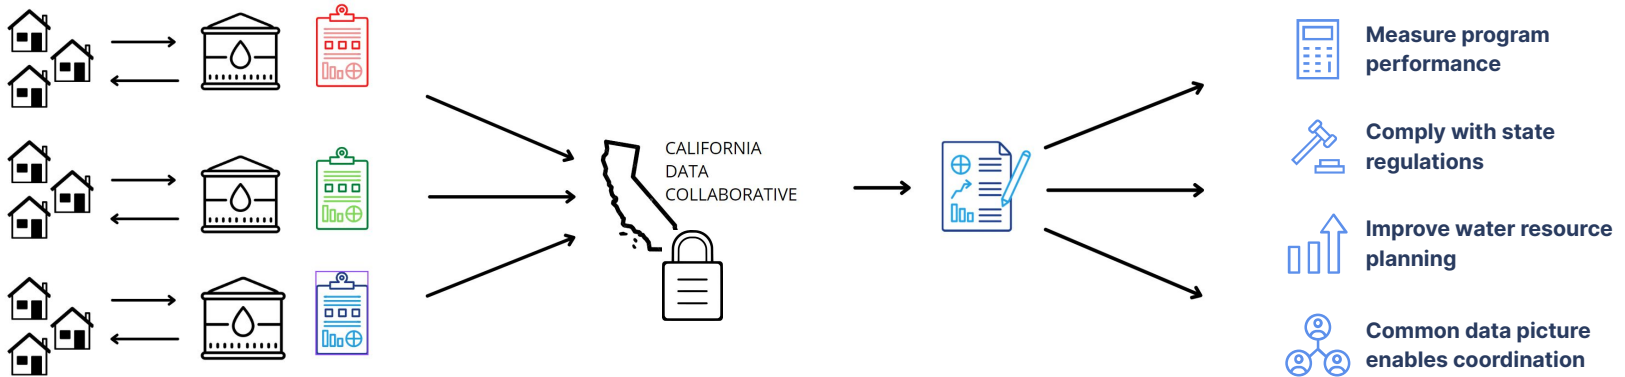 CALIFORNIA
DATA
COLLABORATIVE
Measure program
performance
Comply with state
regulations
Improve water resource
planning
Common data picture
enables coordination